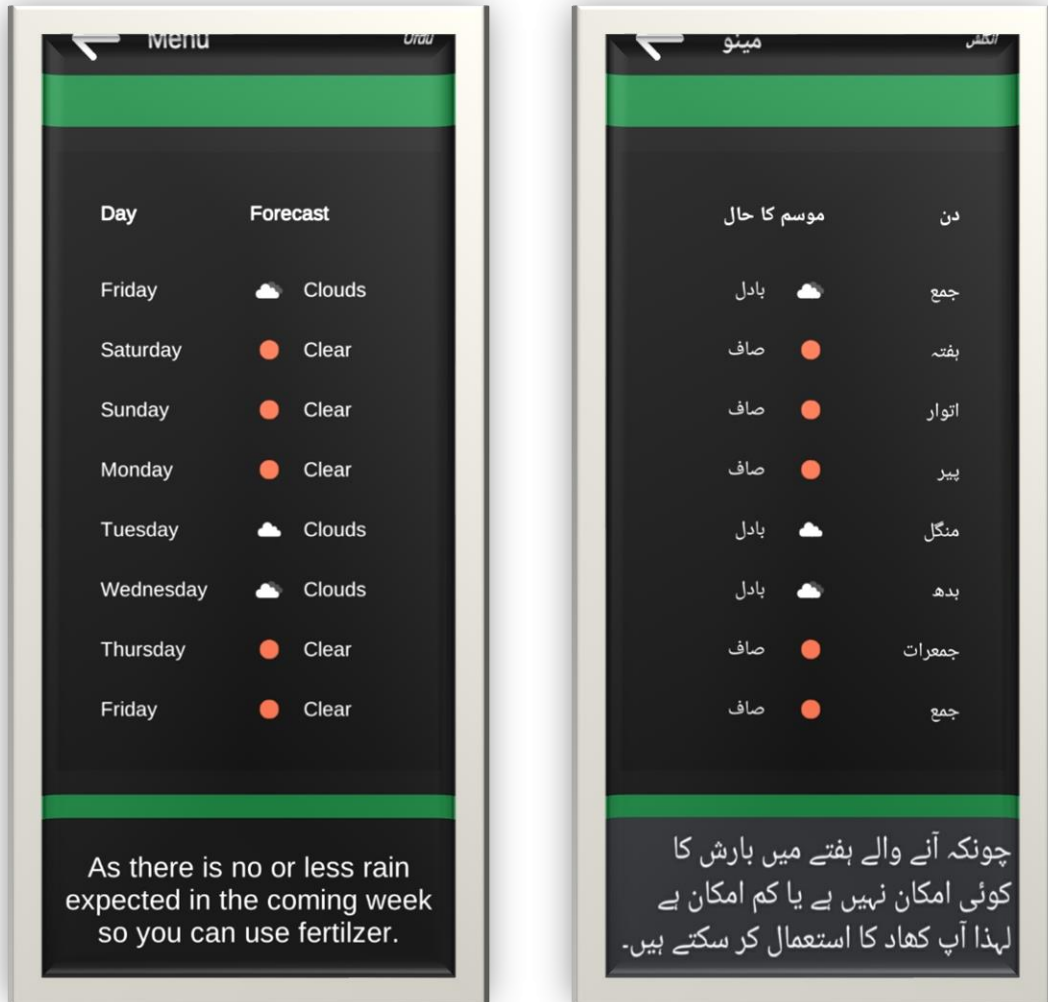 Menu Urdu
Day Forecast
Friday Clouds
Saturday Clear
Sunday Clear
Monday Clear
Tuesday Clouds
Wednesday Clouds
Thursday Clear
Friday Clear
As there is no or less rain
expected in the coming week
so you can use fertilzer.
مینو انگلش
دن موسم کا حال
جمع بادل
ہفتہ صاف
اتوار صاف
پیر صاف
منگل بادل
بدھ بادل
جمعرات صاف
جمع صاف
چونکہ آنے والے ہفتے میں بارش کا
کوئی امکان نہیں ہے یا کم امکان ہے
لہذا آپ کھاد کا استعمال کر سکتے ہیں۔